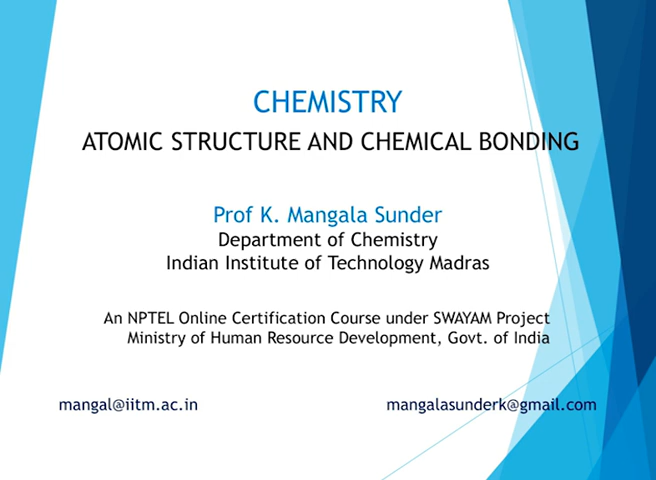 CHEMISTRY
ATOMIC STRUCTURE AND CHEMICAL BONDING
Prof K. Mangala Sunder
Department of Chemistry
Indian Institute of Technology Madras
An NPTEL Online Certification Course under SWAYAM Project
Ministry of Human Resource Development, Govt. of India
mangal@iitm.ac.in
mangalasunderk@gmail.com